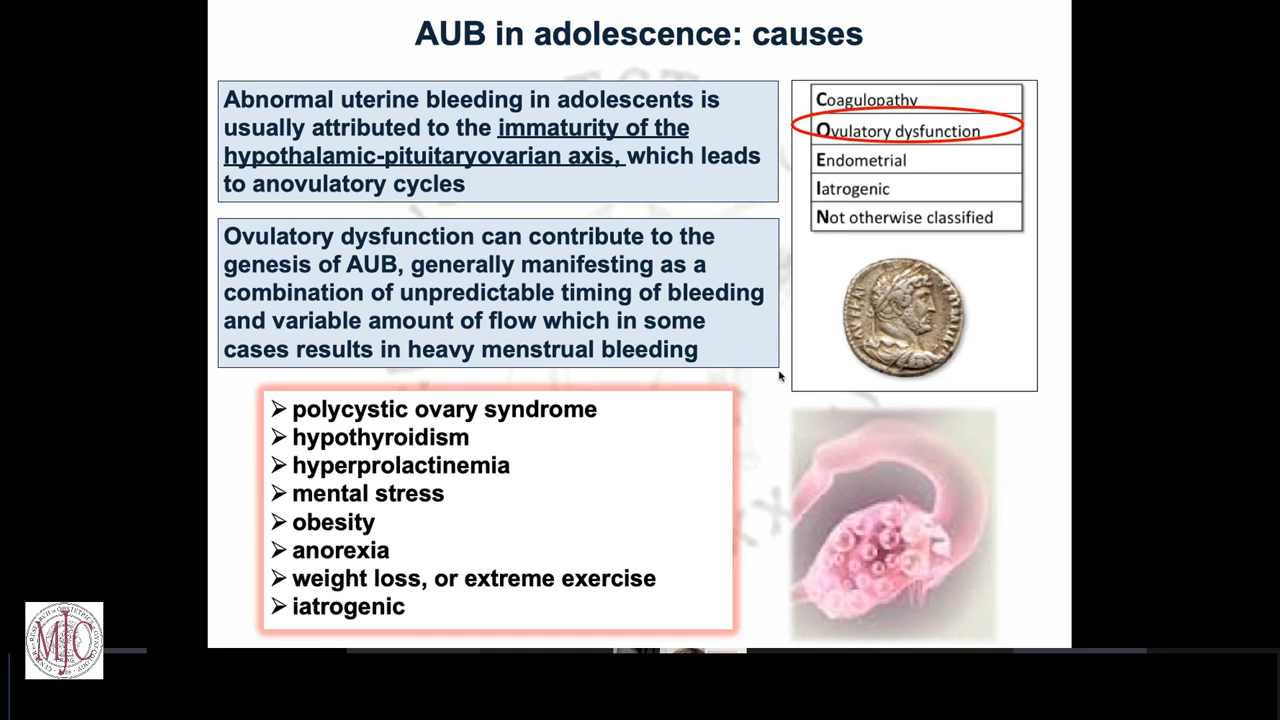 AUB in adolescence: causes
Abnormal uterine bleeding in adolescents is
usually attributed to the immaturity of the
hypothalamic-pituitaryovarian axis, which leads
to anovulatory cycles
Ovulatory dysfunction can contribute to the
genesis of AUB, generally manifesting as a
combination of unpredictable timing of bleeding
and variable amount of flow which in some
cases results in heavy menstrual bleeding
➢ polycystic ovary syndrome
➢ hypothyroidism
➢ hyperprolactinemia
➢ mental stress
➢ obesity
➢ anorexia
➢ weight loss, or extreme exercise
➢ iatrogenic
Coagulopathy
Ovulatory dysfunction
Endometrial
Iatrogenic
Not otherwise classified
MJC